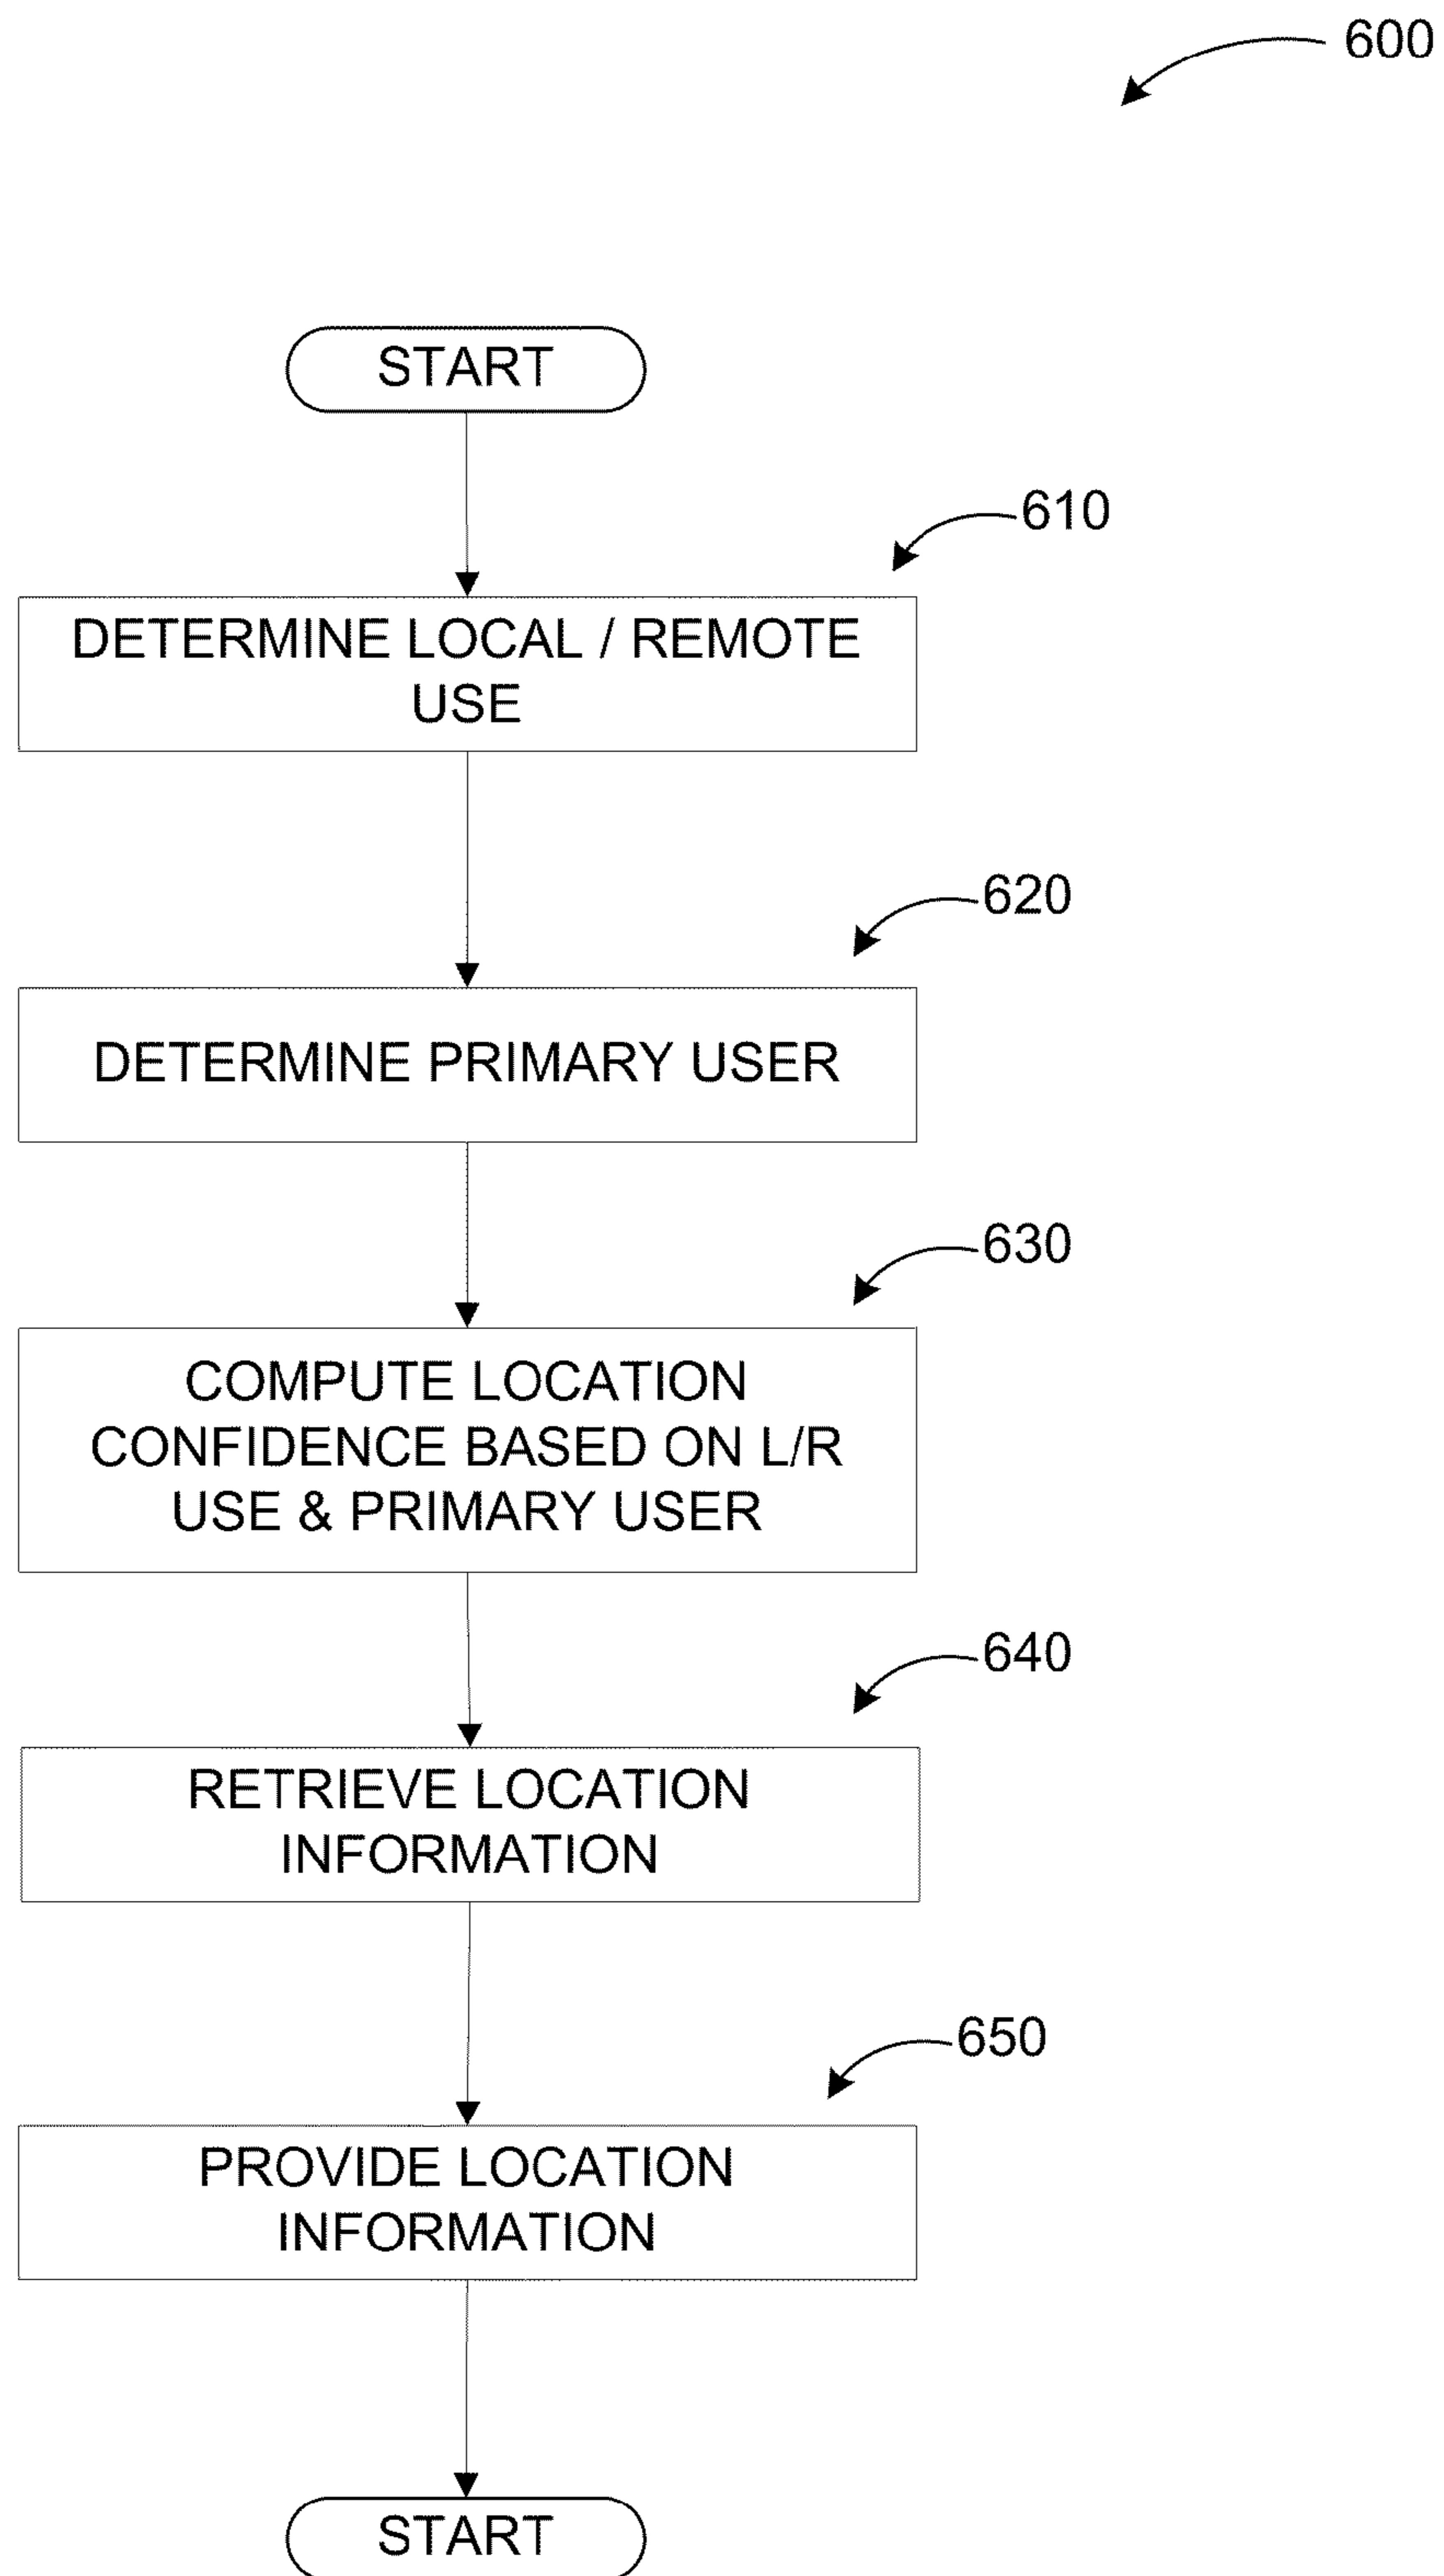 600
START
610
DETERMINE LOCAL / REMOTE
USE
620
DETERMINE PRIMARY USER
630
COMPUTE LOCATION
CONFIDENCE BASED ON L/R
USE & PRIMARY USER
640
RETRIEVE LOCATION
INFORMATION
650
PROVIDE LOCATION
INFORMATION
START